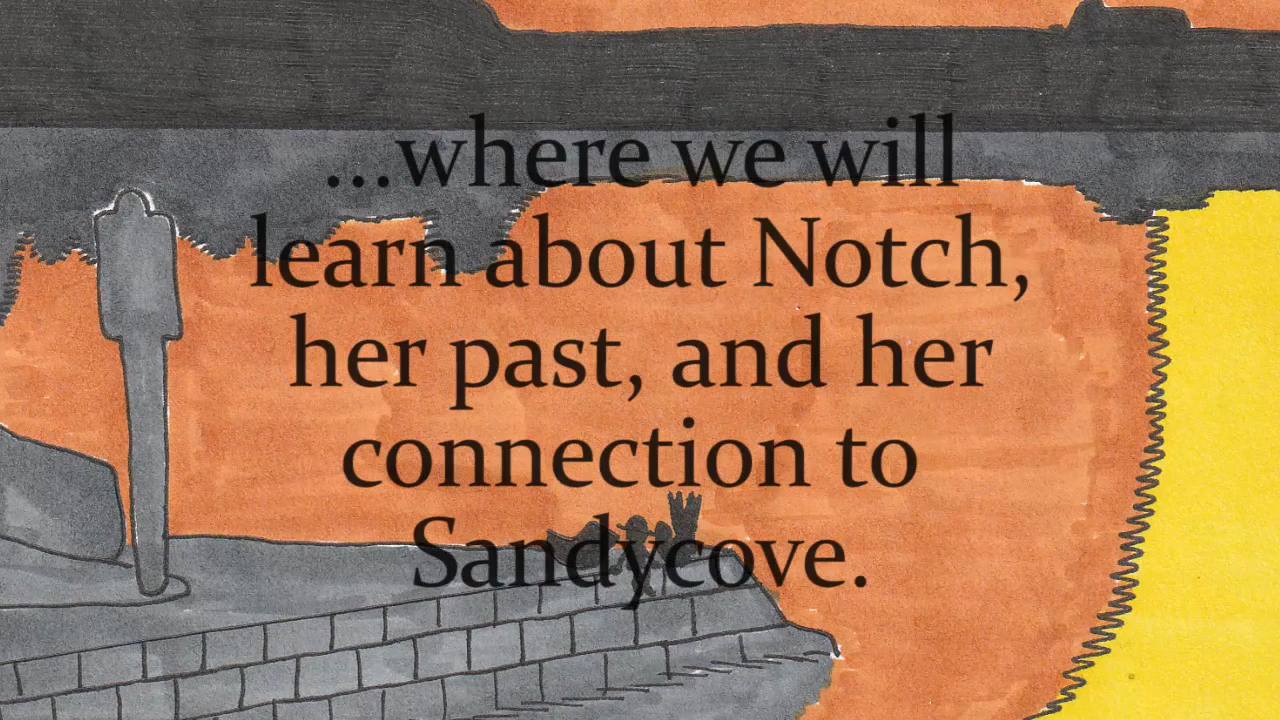 ...where we will
learn about Notch,
her past, and her
connection to
Sandycove.